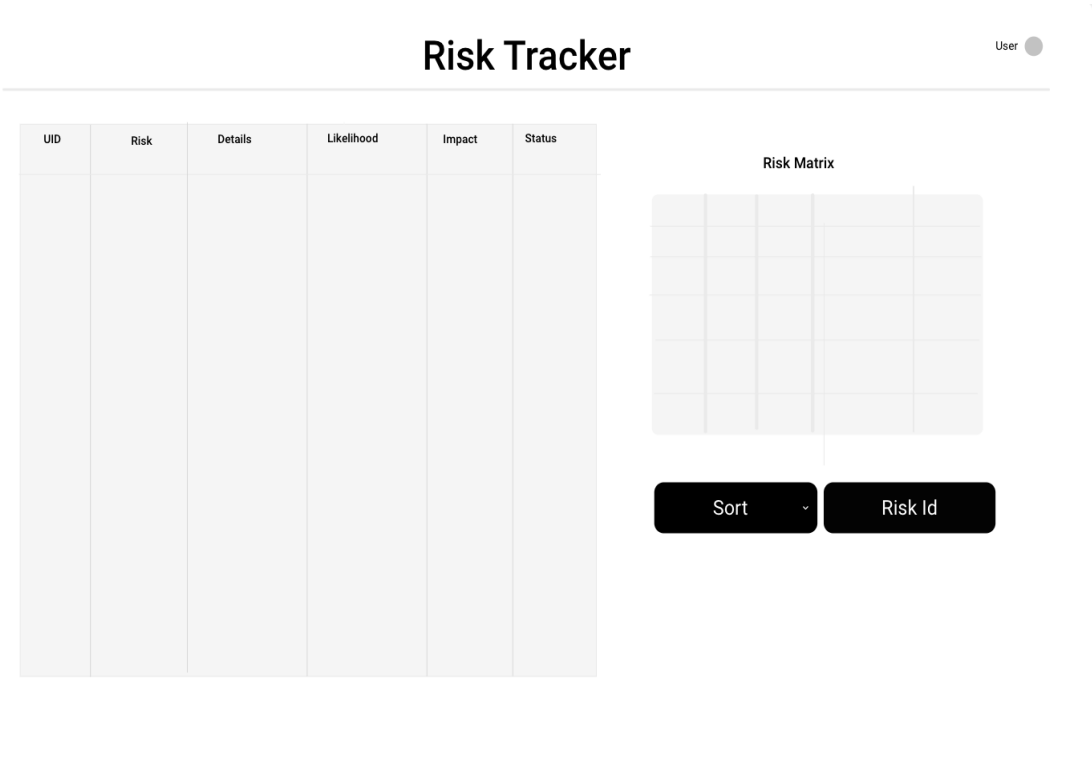 Risk Tracker
User
UID Risk Details Likelihood Impact Status
Risk Matrix
Sort
Risk Id